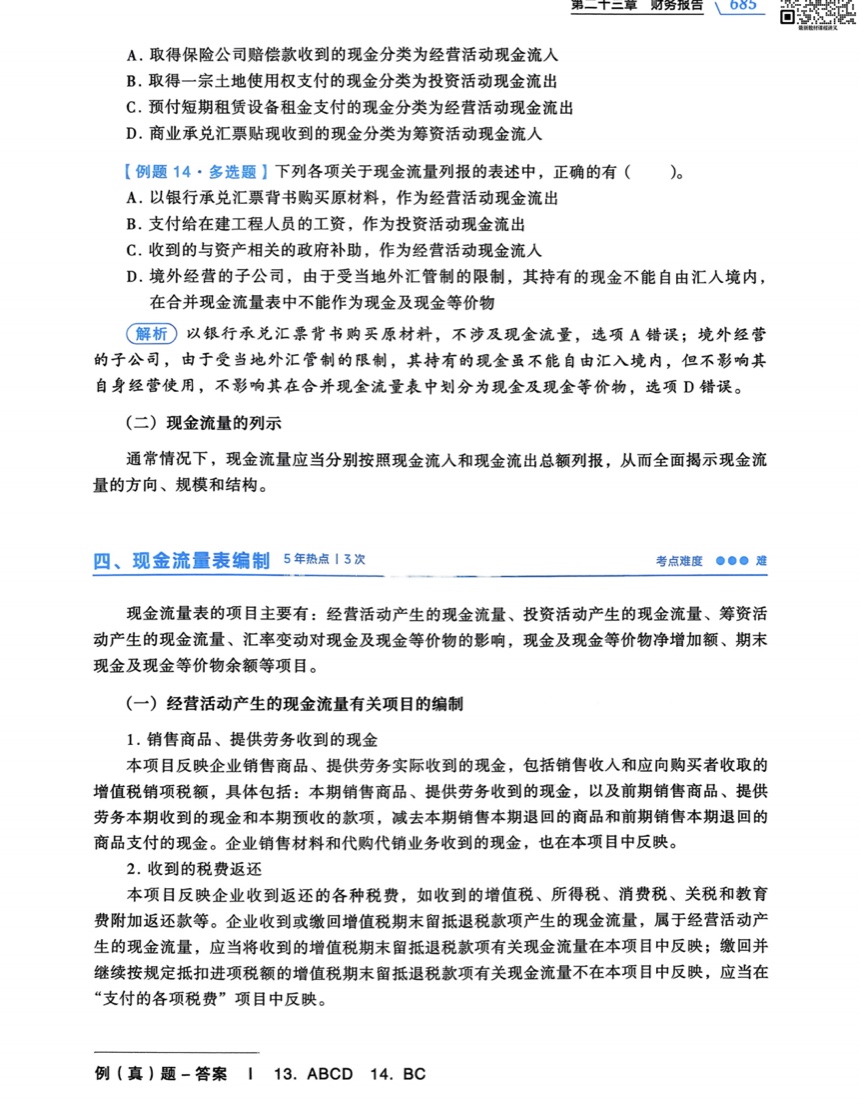 第二十三章 财务报告 685
A. 取得保险公司赔偿款收到的现金分类为经营活动现金流入
B. 取得一宗土地使用权支付的现金分类为投资活动现金流出
C. 预付短期租赁设备租金支付的现金分类为经营活动现金流出
D. 商业承兑汇票贴现收到的现金分类为筹资活动现金流入
【例题 14·多选题】下列各项关于现金流量列报的表述中，正确的有（ ）。
A. 以银行承兑汇票背书购买原材料，作为经营活动现金流出
B. 支付给在建工程人员的工资，作为投资活动现金流出
C. 收到的与资产相关的政府补助，作为经营活动现金流入
D. 境外经营的子公司，由于受当地外汇管制的限制，其持有的现金不能自由汇入境内，
在合并现金流量表中不能作为现金及现金等价物
解析 以银行承兑汇票背书购买原材料，不涉及现金流量，选项 A 错误；境外经营
的子公司，由于受当地外汇管制的限制，其持有的现金虽不能自由汇入境内，但不影响其
自身经营使用，不影响其在合并现金流量表中划分为现金及现金等价物，选项 D 错误。
（二）现金流量的列示
通常情况下，现金流量应当分别按照现金流入和现金流出总额列报，从而全面揭示现金流
量的方向、规模和结构。
四、现金流量表编制 5年热点丨3次 考点难度 ●●● 难
现金流量表的项目主要有：经营活动产生的现金流量、投资活动产生的现金流量、筹资活
动产生的现金流量、汇率变动对现金及现金等价物的影响，现金及现金等价物净增加额、期末
现金及现金等价物余额等项目。
（一）经营活动产生的现金流量有关项目的编制
1. 销售商品、提供劳务收到的现金
本项目反映企业销售商品、提供劳务实际收到的现金，包括销售收入和应向购买者收取的
增值税销项税额，具体包括：本期销售商品、提供劳务收到的现金，以及前期销售商品、提供
劳务本期收到的现金和本期预收的款项，减去本期销售本期退回的商品和前期销售本期退回的
商品支付的现金。企业销售材料和代购代销业务收到的现金，也在本项目中反映。
2. 收到的税费返还
本项目反映企业收到返还的各种税费，如收到的增值税、所得税、消费税、关税和教育
费附加返还款等。企业收到或缴回增值税期末留抵退税款项产生的现金流量，属于经营活动产
生的现金流量，应当将收到的增值税期末留抵退税款项有关现金流量在本项目中反映；缴回并
继续按规定抵扣进项税额的增值税期末留抵退税款项有关现金流量不在本项目中反映，应当在
“支付的各项税费”项目中反映。
例（真）题－答案 丨 13. ABCD 14. BC